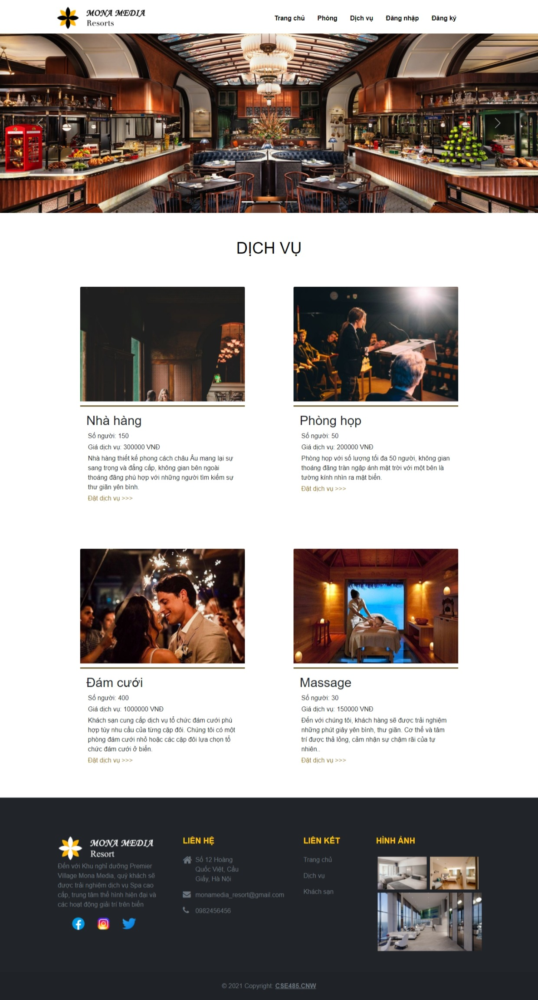 MONA MEDIA
Resorts
Trang chủ Phòng Dịch vụ Đăng nhập Đăng ký
DỊCH VỤ
Nhà hàng
Số người: 150
Giá dịch vụ: 300000 VNĐ
Nhà hàng thiết kế phong cách châu Âu mang lại sự
sang trọng và đẳng cấp, không gian bên ngoài
thoáng đãng phù hợp với những người tìm kiếm sự
thư giãn yên bình.
Đặt dịch vụ >>>
Phòng họp
Số người: 50
Giá dịch vụ: 200000 VNĐ
Phòng họp với số lượng tối đa 50 người, không gian
thoáng đãng tràn ngập ánh mặt trời với một bên là
tường kính nhìn ra mặt biển.
Đặt dịch vụ >>>
Đám cưới
Số người: 400
Giá dịch vụ: 1000000 VNĐ
Khách sạn cung cấp dịch vụ tổ chức đám cưới phù
hợp tùy nhu cầu của từng cặp đôi. Chúng tôi có một
phòng đám cưới nhỏ hoặc các cặp đôi lựa chọn tổ
chức đám cưới ở biển.
Đặt dịch vụ >>>
Massage
Số người: 30
Giá dịch vụ: 150000 VNĐ
Đến với chúng tôi, khách hàng sẽ được trải nghiệm
những phút giây yên bình, thư giãn. Cơ thể và tâm
trí được thả lỏng, cảm nhận sự chậm rãi của tự
nhiên..
Đặt dịch vụ >>>
MONA MEDIA
Resort
Đến với Khu nghỉ dưỡng Premier
Village Mona Media, quý khách sẽ
được trải nghiệm dịch vụ Spa cao
cấp, trung tâm thể hình hiện đại và
các hoạt động giải trí trên biển
LIÊN HỆ
Số 12 Hoàng
Quốc Việt, Cầu
Giấy, Hà Nội
monamedia_resort@gmail.com
0982456456
LIÊN KẾT
Trang chủ
Dịch vụ
Khách sạn
HÌNH ẢNH
© 2021 Copyright: CSE485.CNW